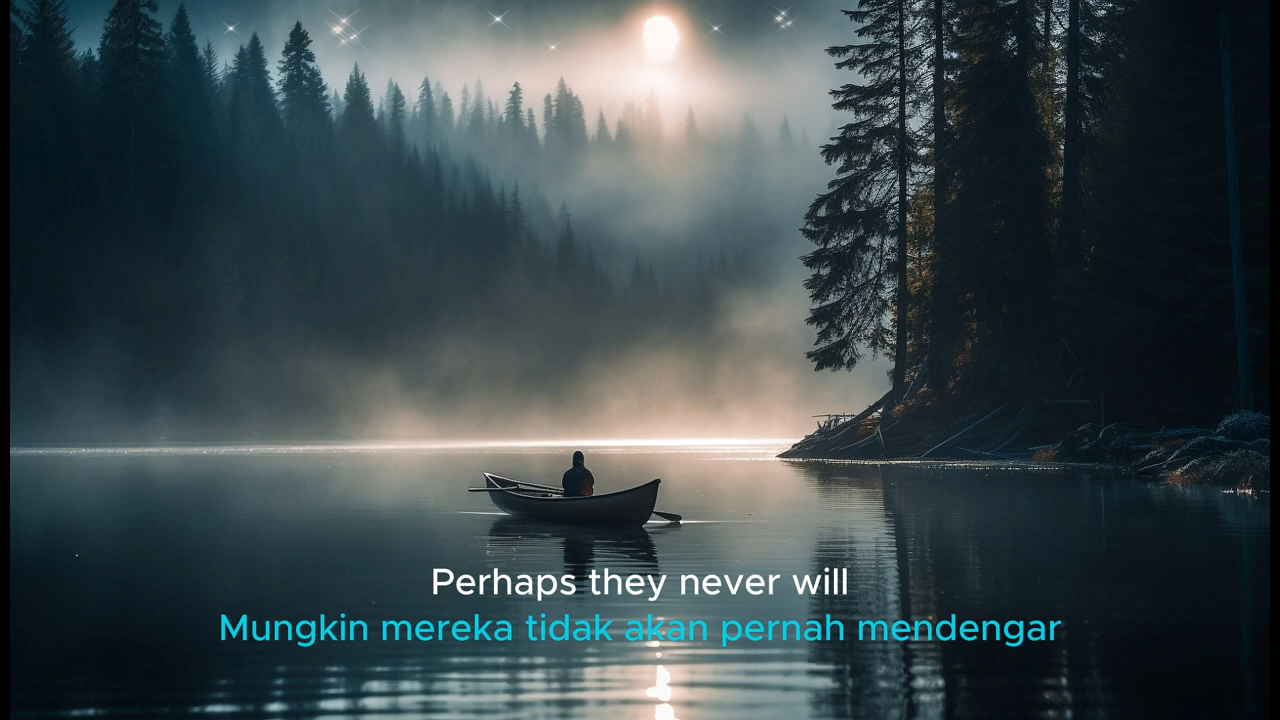 Perhaps they never will
Mungkin mereka tidak akan pernah mendengar